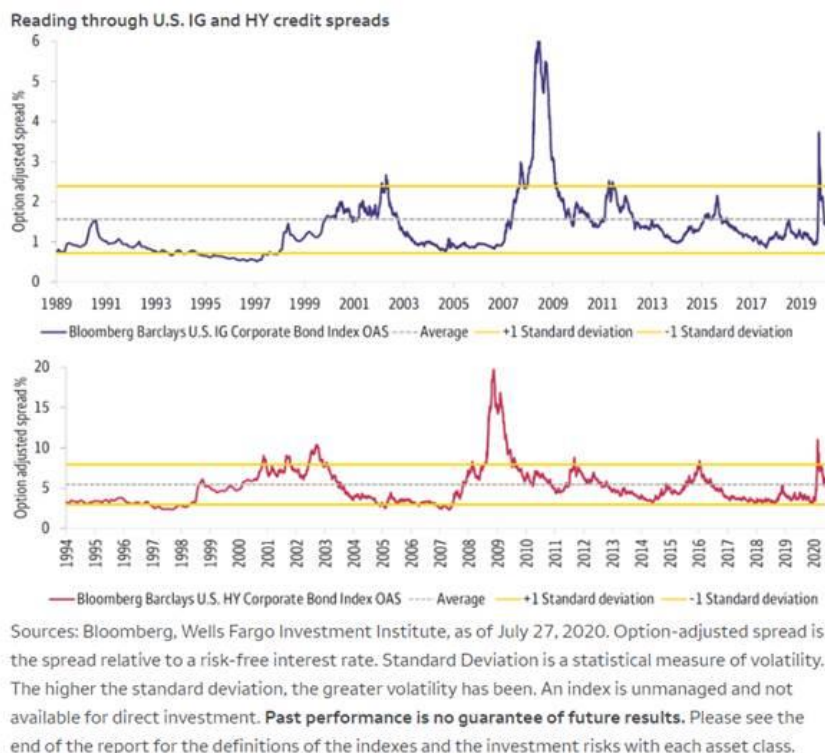 Reading through U.S. IG and HY credit spreads
Option adjusted spread %
6
5
4
3
2
1
0
1989 1991 1993 1995 1997 1999 2001 2003 2005 2007 2009 2011 2013 2015 2017 2019
Bloomberg Barclays U.S. IG Corporate Bond Index OAS Average +1 Standard deviation -1 Standard deviation
Option adjusted spread %
20
15
10
5
0
1994 1995 1996 1997 1998 1999 2000 2001 2002 2003 2004 2005 2006 2007 2008 2009 2010 2011 2012 2013 2014 2015 2016 2017 2018 2019 2020
Bloomberg Barclays U.S. HY Corporate Bond Index OAS Average +1 Standard deviation -1 Standard deviation
Sources: Bloomberg, Wells Fargo Investment Institute, as of July 27, 2020. Option-adjusted spread is
the spread relative to a risk-free interest rate. Standard Deviation is a statistical measure of volatility.
The higher the standard deviation, the greater volatility has been. An index is unmanaged and not
available for direct investment. Past performance is no guarantee of future results. Please see the
end of the report for the definitions of the indexes and the investment risks with each asset class.